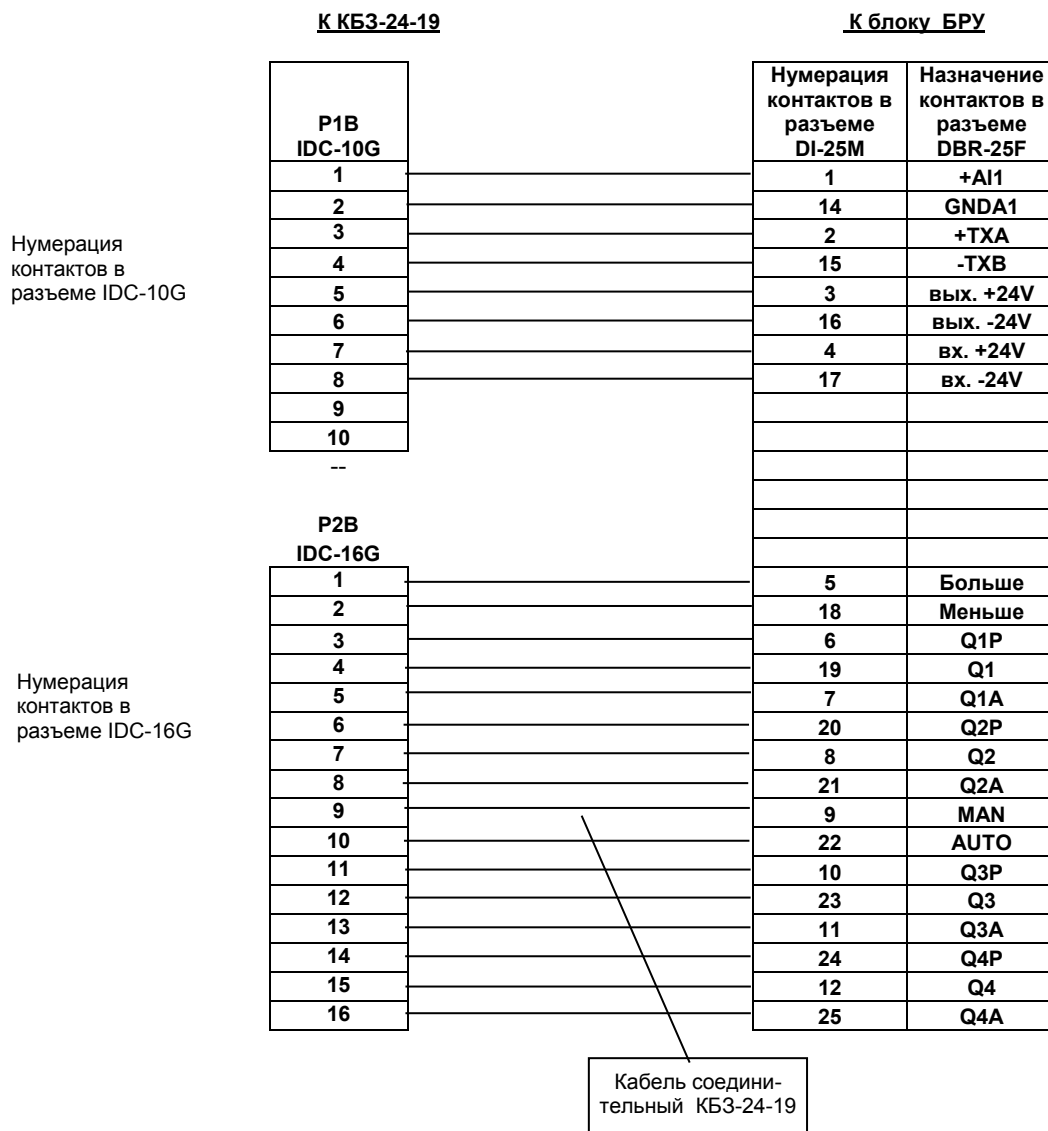 К КБЗ-24-19
К блоку БРУ
P1B
IDC-10G
Нумерация
контактов в
разъеме
DI-25M
Назначение
контактов в
разъеме
DBR-25F
1 1 +AI1
2 14 GNDA1
3 2 +TXA
4 15 -TXB
5 3 вых. +24V
6 16 вых. -24V
7 4 вх. +24V
8 17 вх. -24V
9
10
--
Нумерация
контактов в
разъеме IDC-10G
P2B
IDC-16G
1 5 Больше
2 18 Меньше
3 6 Q1P
4 19 Q1
5 7 Q1A
6 20 Q2P
7 8 Q2
8 21 Q2A
9 9 MAN
10 22 AUTO
11 10 Q3P
12 23 Q3
13 11 Q3A
14 24 Q4P
15 12 Q4
16 25 Q4A
Нумерация
контактов в
разъеме IDC-16G
Кабель соедини-
тельный КБЗ-24-19